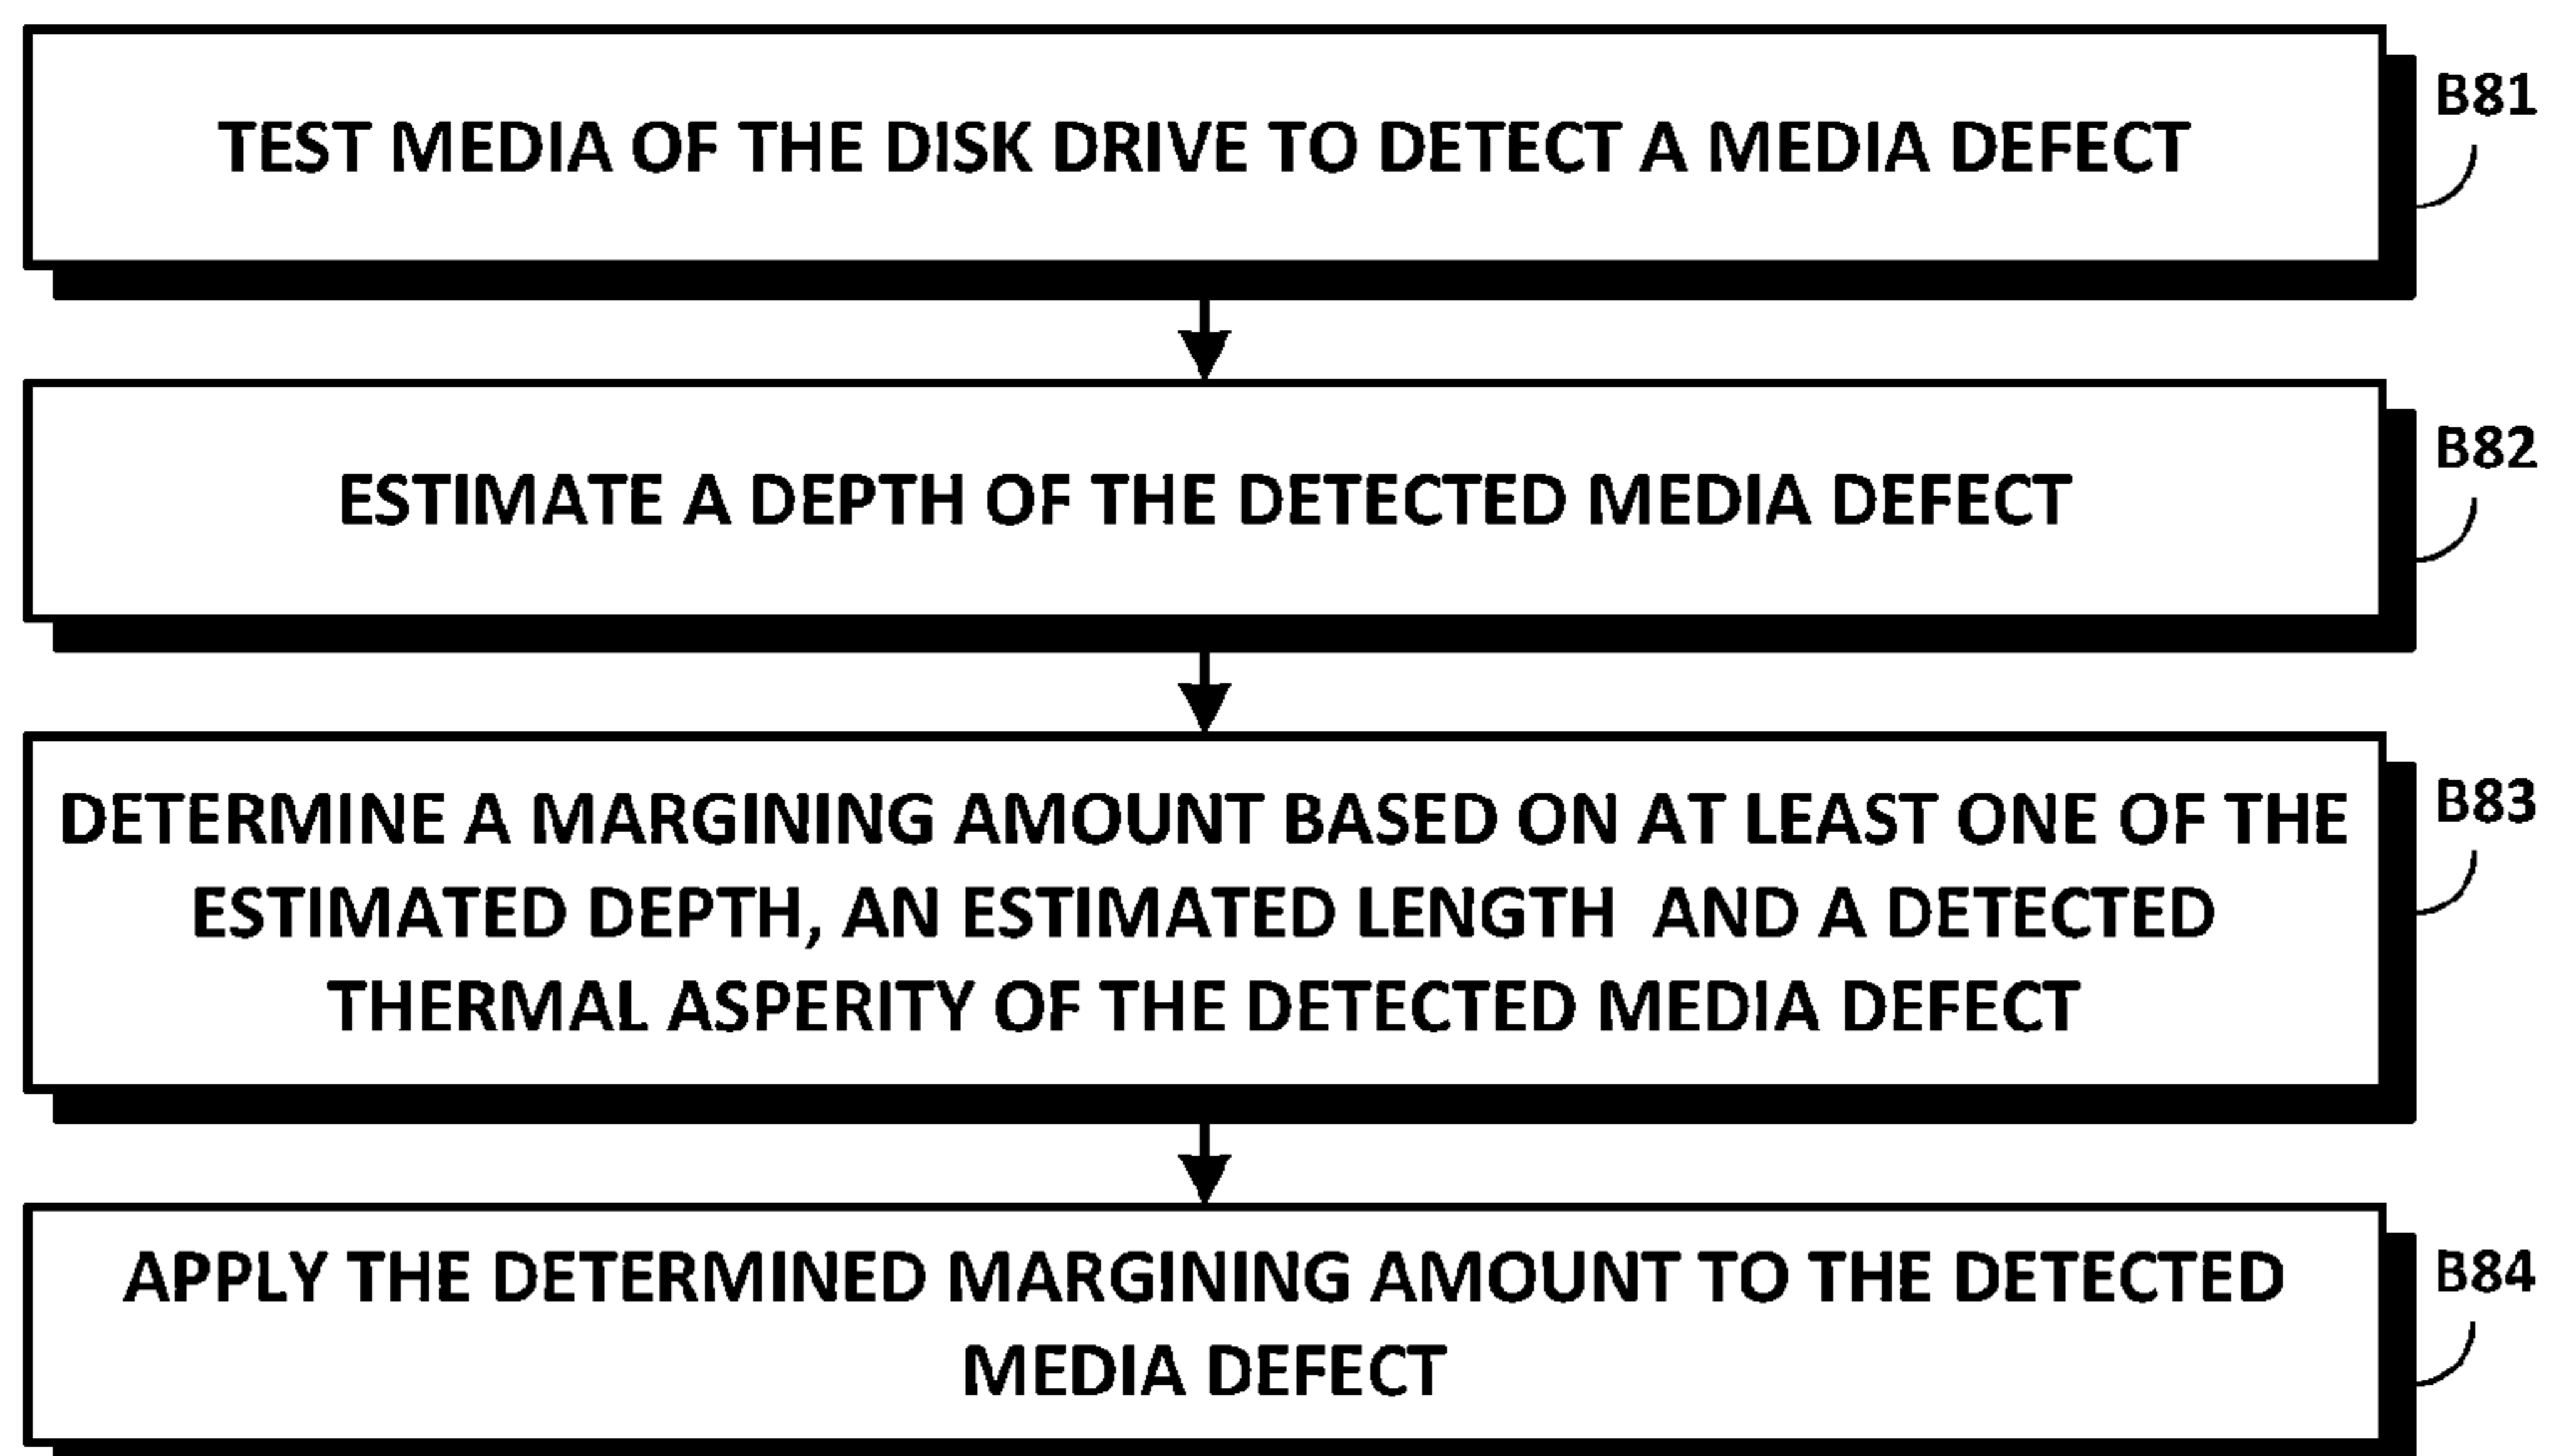 TEST MEDIA OF THE DISK DRIVE TO DETECT A MEDIA DEFECT
B81
ESTIMATE A DEPTH OF THE DETECTED MEDIA DEFECT
B82
DETERMINE A MARGINING AMOUNT BASED ON AT LEAST ONE OF THE
ESTIMATED DEPTH, AN ESTIMATED LENGTH AND A DETECTED
THERMAL ASPERITY OF THE DETECTED MEDIA DEFECT
B83
APPLY THE DETERMINED MARGINING AMOUNT TO THE DETECTED
MEDIA DEFECT
B84